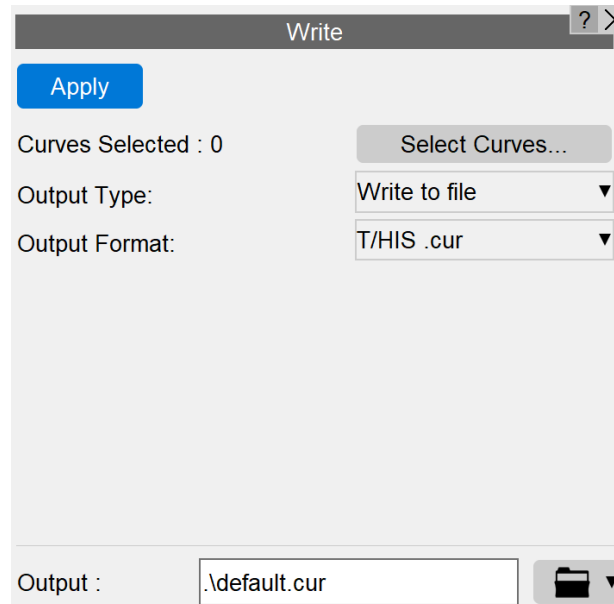 Write
?
Apply
Curves Selected : 0
Select Curves...
Output Type:
Write to file
Output Format:
T/HIS .cur
Output :
.\default.cur